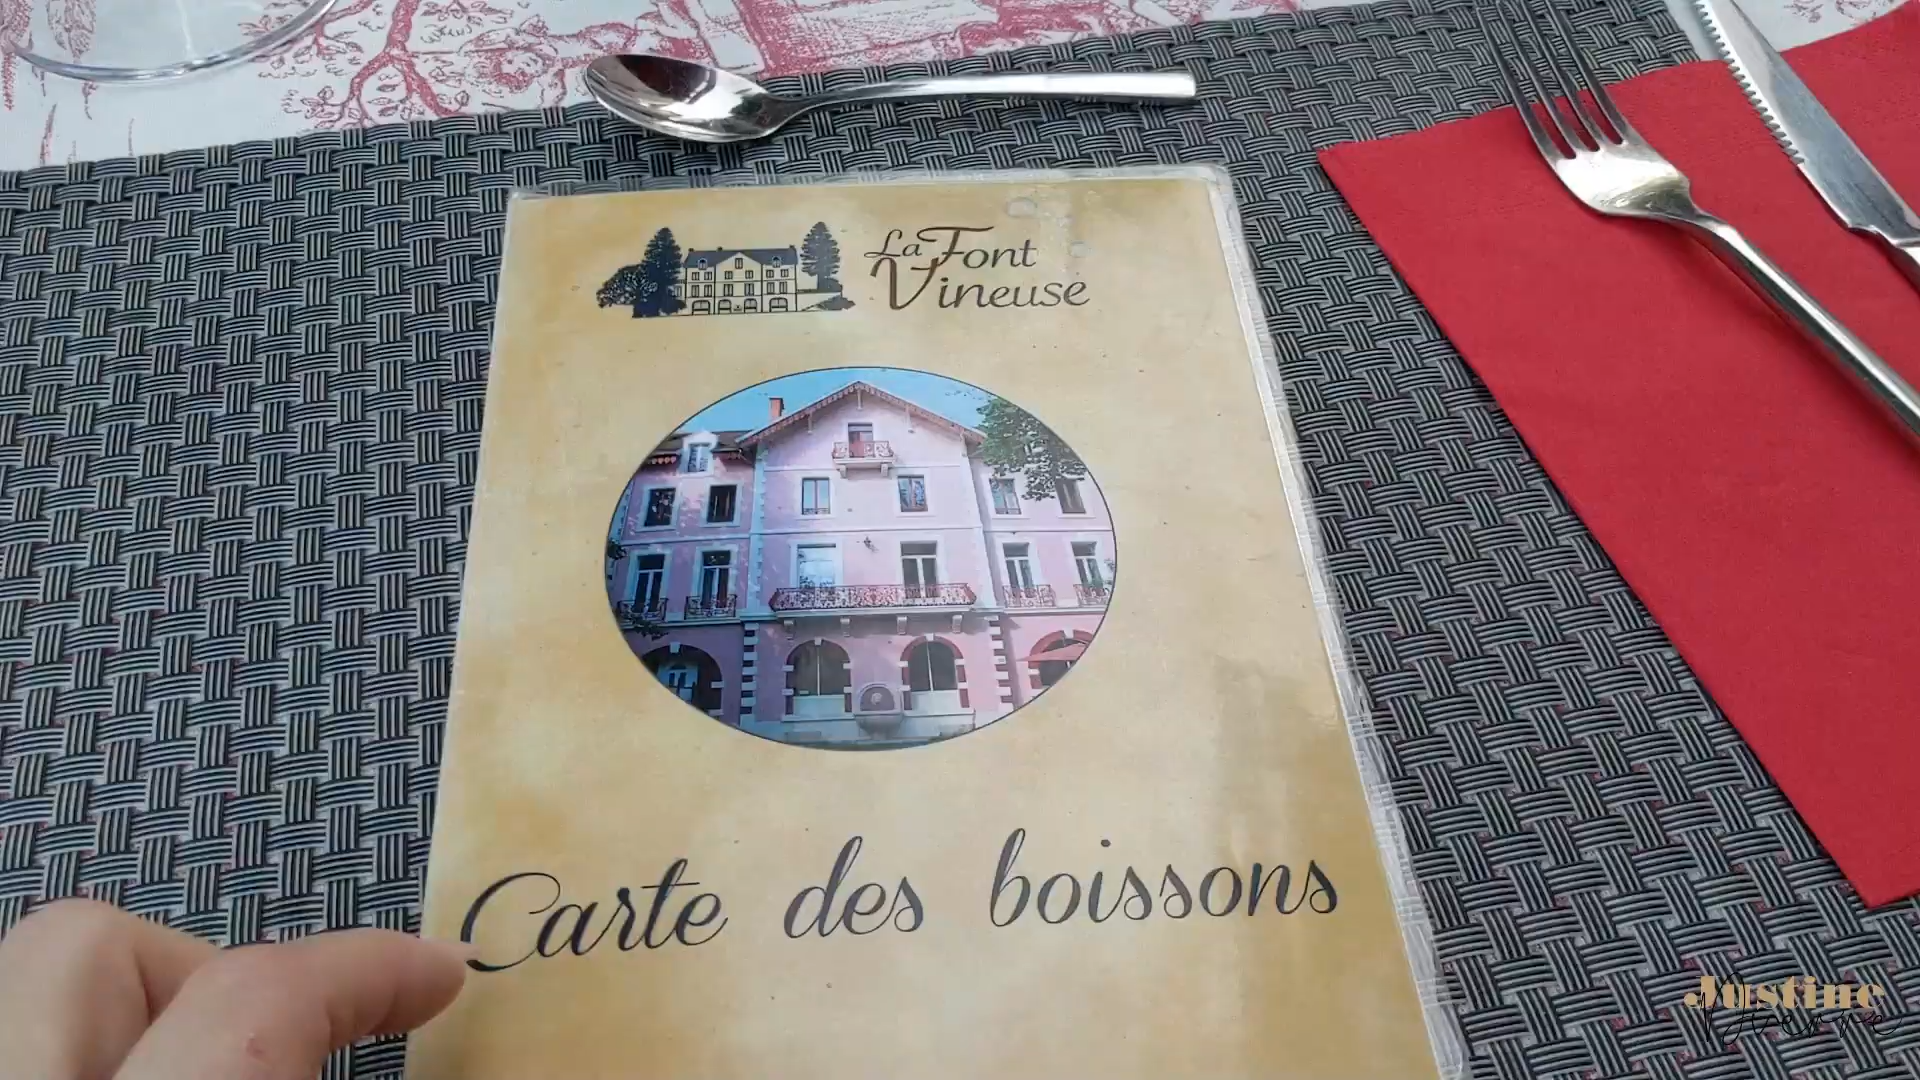 La Font
Vineuse
Carte des boissons
Justine